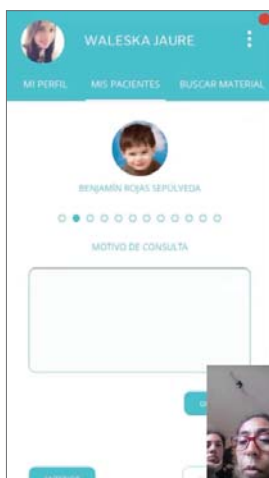 WALESKA JAURE
MI PERFIL MIS PACIENTES BUSCAR MATERIAL
BENJAMÍN ROJAS SEPÚLVEDA
MOTIVO DE CONSULTA